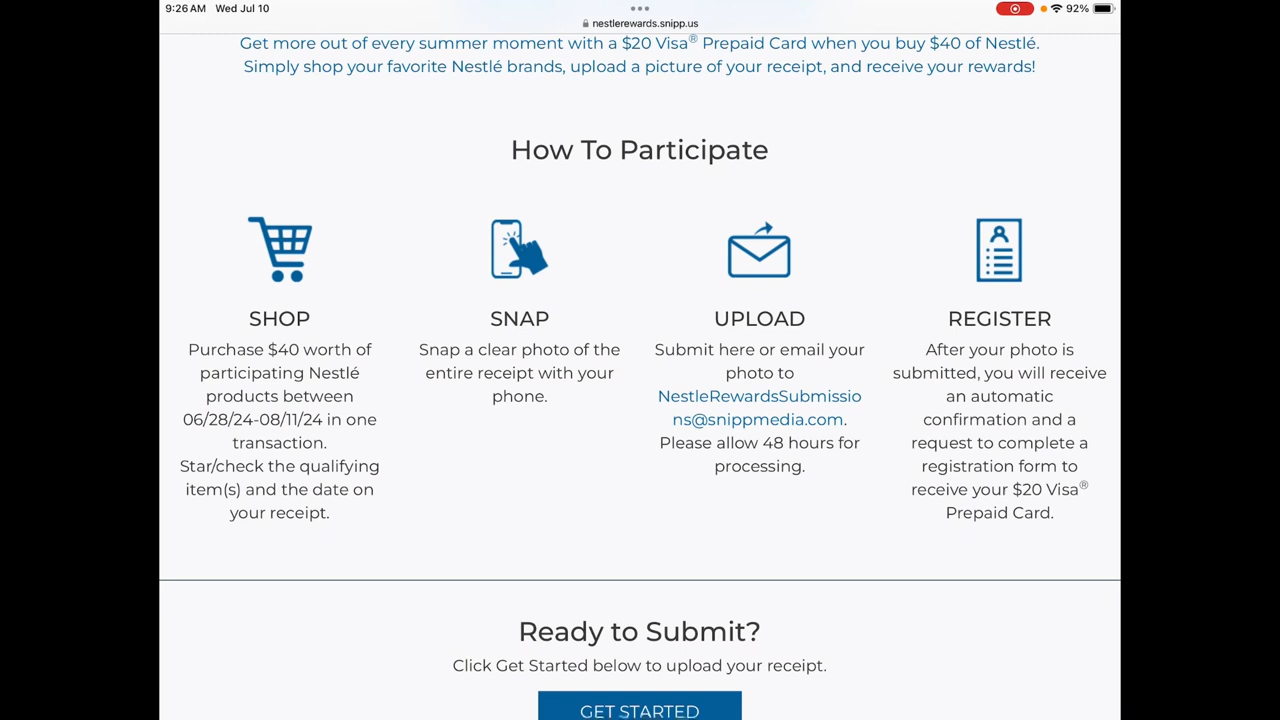 9:26 AM Wed Jul 10
nestlerewards.snipp.us
92%
Get more out of every summer moment with a $20 Visa® Prepaid Card when you buy $40 of Nestlé.
Simply shop your favorite Nestlé brands, upload a picture of your receipt, and receive your rewards!
How To Participate
SHOP
Purchase $40 worth of
participating Nestlé
products between
06/28/24-08/11/24 in one
transaction.
Star/check the qualifying
item(s) and the date on
your receipt.
SNAP
Snap a clear photo of the
entire receipt with your
phone.
UPLOAD
Submit here or email your
photo to
NestleRewardsSubmissio
ns@snippmedia.com.
Please allow 48 hours for
processing.
REGISTER
After your photo is
submitted, you will receive
an automatic
confirmation and a
request to complete a
registration form to
receive your $20 Visa®
Prepaid Card.
Ready to Submit?
Click Get Started below to upload your receipt.
GET STARTED